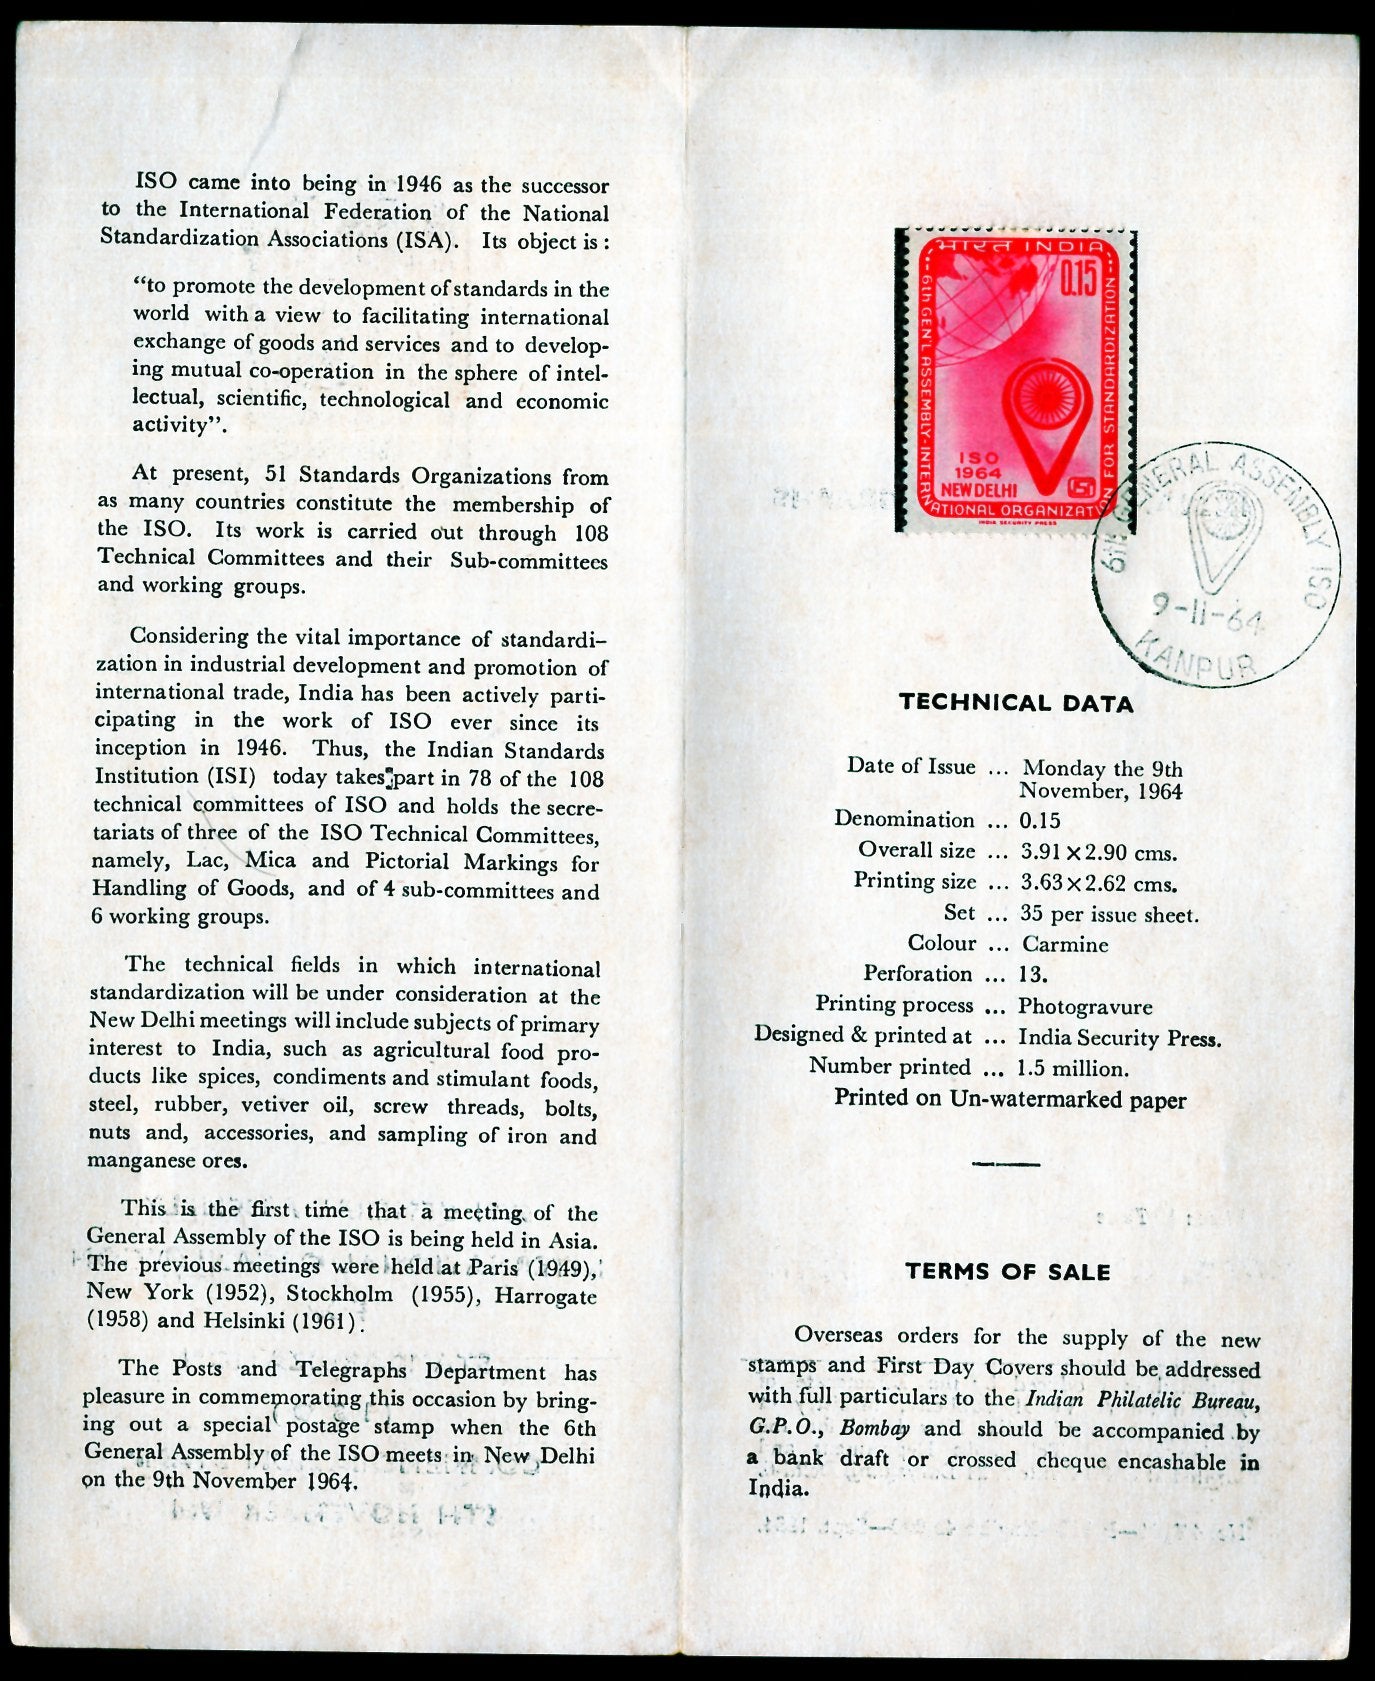 ISO came into being in 1946 as the successor
to the International Federation of the National
Standardization Associations (ISA). Its object is :
“to promote the development of standards in the
world with a view to facilitating international
exchange of goods and services and to develop-
ing mutual co-operation in the sphere of intel-
lectual, scientific, technological and economic
activity”.
At present, 51 Standards Organizations from
as many countries constitute the membership of
the ISO. Its work is carried out through 108
Technical Committees and their Sub-committees
and working groups.
Considering the vital importance of standardi-
zation in industrial development and promotion of
international trade, India has been actively parti-
cipating in the work of ISO ever since its
inception in 1946. Thus, the Indian Standards
Institution (ISI) today takes part in 78 of the 108
technical committees of ISO and holds the secre-
tariats of three of the ISO Technical Committees,
namely, Lac, Mica and Pictorial Markings for
Handling of Goods, and of 4 sub-committees and
6 working groups.
The technical fields in which international
standardization will be under consideration at the
New Delhi meetings will include subjects of primary
interest to India, such as agricultural food pro-
ducts like spices, condiments and stimulant foods,
steel, rubber, vetiver oil, screw threads, bolts,
nuts and, accessories, and sampling of iron and
manganese ores.
This is the first time that a meeting of the
General Assembly of the ISO is being held in Asia.
The previous meetings were held at Paris (1949),
New York (1952), Stockholm (1955), Harrogate
(1958) and Helsinki (1961).
The Posts and Telegraphs Department has
pleasure in commemorating this occasion by bring-
ing out a special postage stamp when the 6th
General Assembly of the ISO meets in New Delhi
on the 9th November 1964.
भारत INDIA
0.15
6th GEN'L ASSEMBLY·INTERNATIONAL ORGANIZATION FOR STANDARDIZATION
ISO
1964
NEW DELHI
ISI
INDIA SECURITY PRESS
6TH GENERAL ASSEMBLY ISO
9-11-64
KANPUR
TECHNICAL DATA
Date of Issue ... Monday the 9th
November, 1964
Denomination ... 0.15
Overall size ... 3.91 × 2.90 cms.
Printing size ... 3.63 × 2.62 cms.
Set ... 35 per issue sheet.
Colour ... Carmine
Perforation ... 13.
Printing process ... Photogravure
Designed & printed at ... India Security Press.
Number printed ... 1.5 million.
Printed on Un-watermarked paper
TERMS OF SALE
Overseas orders for the supply of the new
stamps and First Day Covers should be addressed
with full particulars to the Indian Philatelic Bureau,
G.P.O., Bombay and should be accompanied by
a bank draft or crossed cheque encashable in
India.